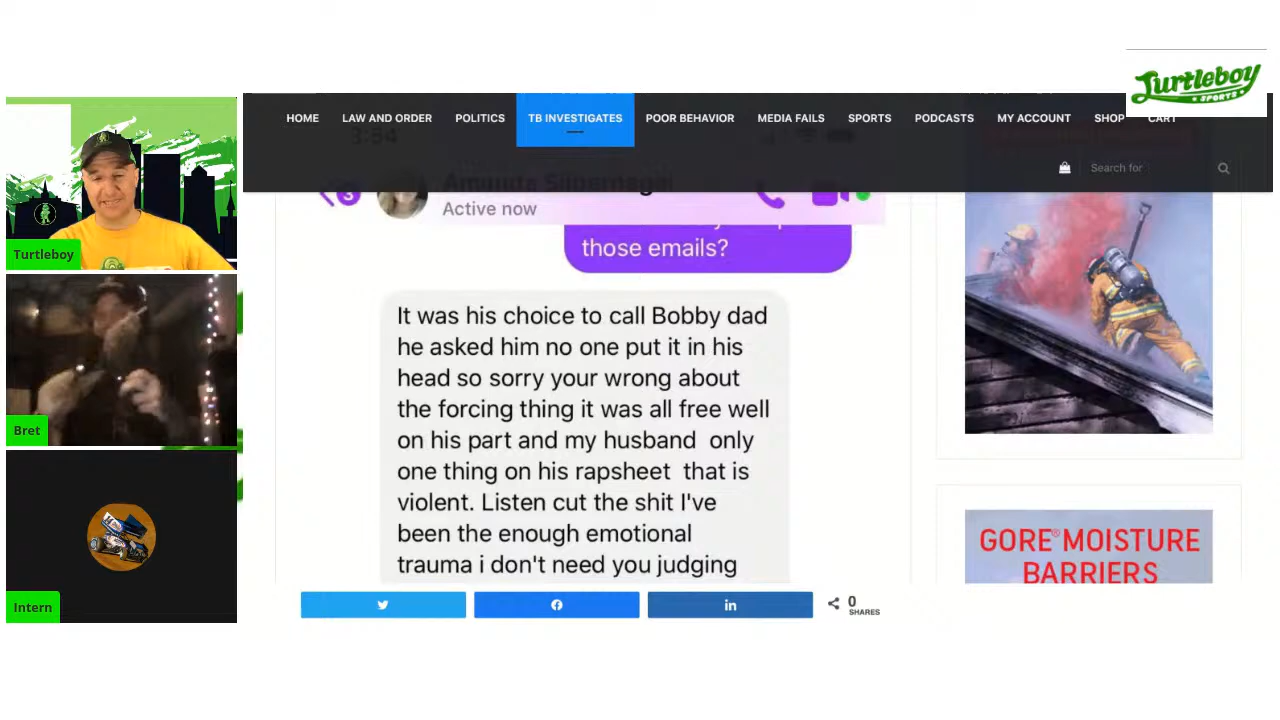 Turtleboy
SPORTS
HOME LAW AND ORDER POLITICS TB INVESTIGATES POOR BEHAVIOR MEDIA FAILS SPORTS PODCASTS MY ACCOUNT SHOP CART
3:54
Search for
3
Active now
those emails?
It was his choice to call Bobby dad
he asked him no one put it in his
head so sorry your wrong about
the forcing thing it was all free well
on his part and my husband only
one thing on his rapsheet that is
violent. Listen cut the shit I've
been the enough emotional
trauma i don't need you judging
0
SHARES
Turtleboy
Bret
Intern
GORE® MOISTURE
BARRIERS